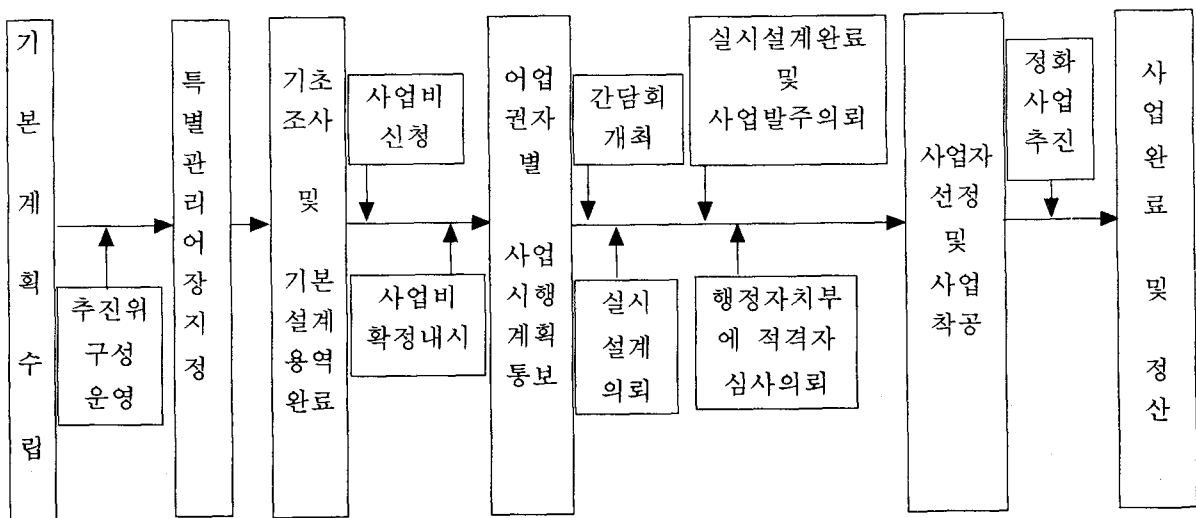 기본계획수립
추진위
구성
운영
특별관리어장지정
기초
조사
및
기본
설계
용역
완료
사업비
신청
사업비
확정내시
어업
권자
별
사업
시행
계획
통보
간담회
개최
실시
설계
의뢰
실시설계완료
및
사업발주의뢰
행정자치부
에 적격자
심사의뢰
사업자
선정
및
사업
착공
정화
사업
추진
사업완료 및 정산